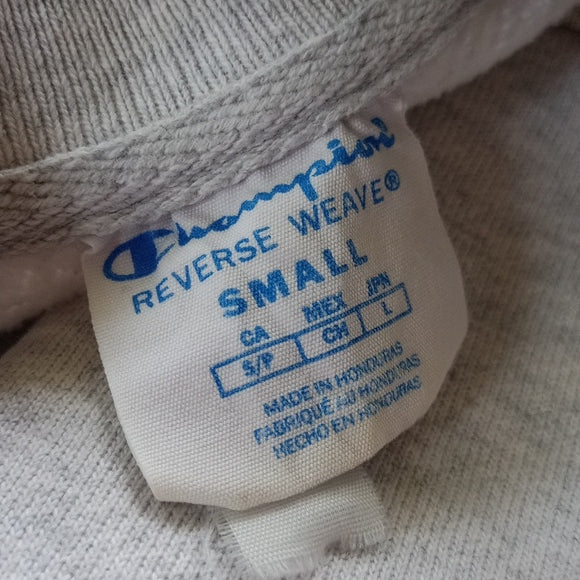 Champion
REVERSE WEAVE®
SMALL
CA MEX JPN
S/P CH L
MADE IN HONDURAS
FABRIQUÉ AU HONDURAS
HECHO EN HONDURAS